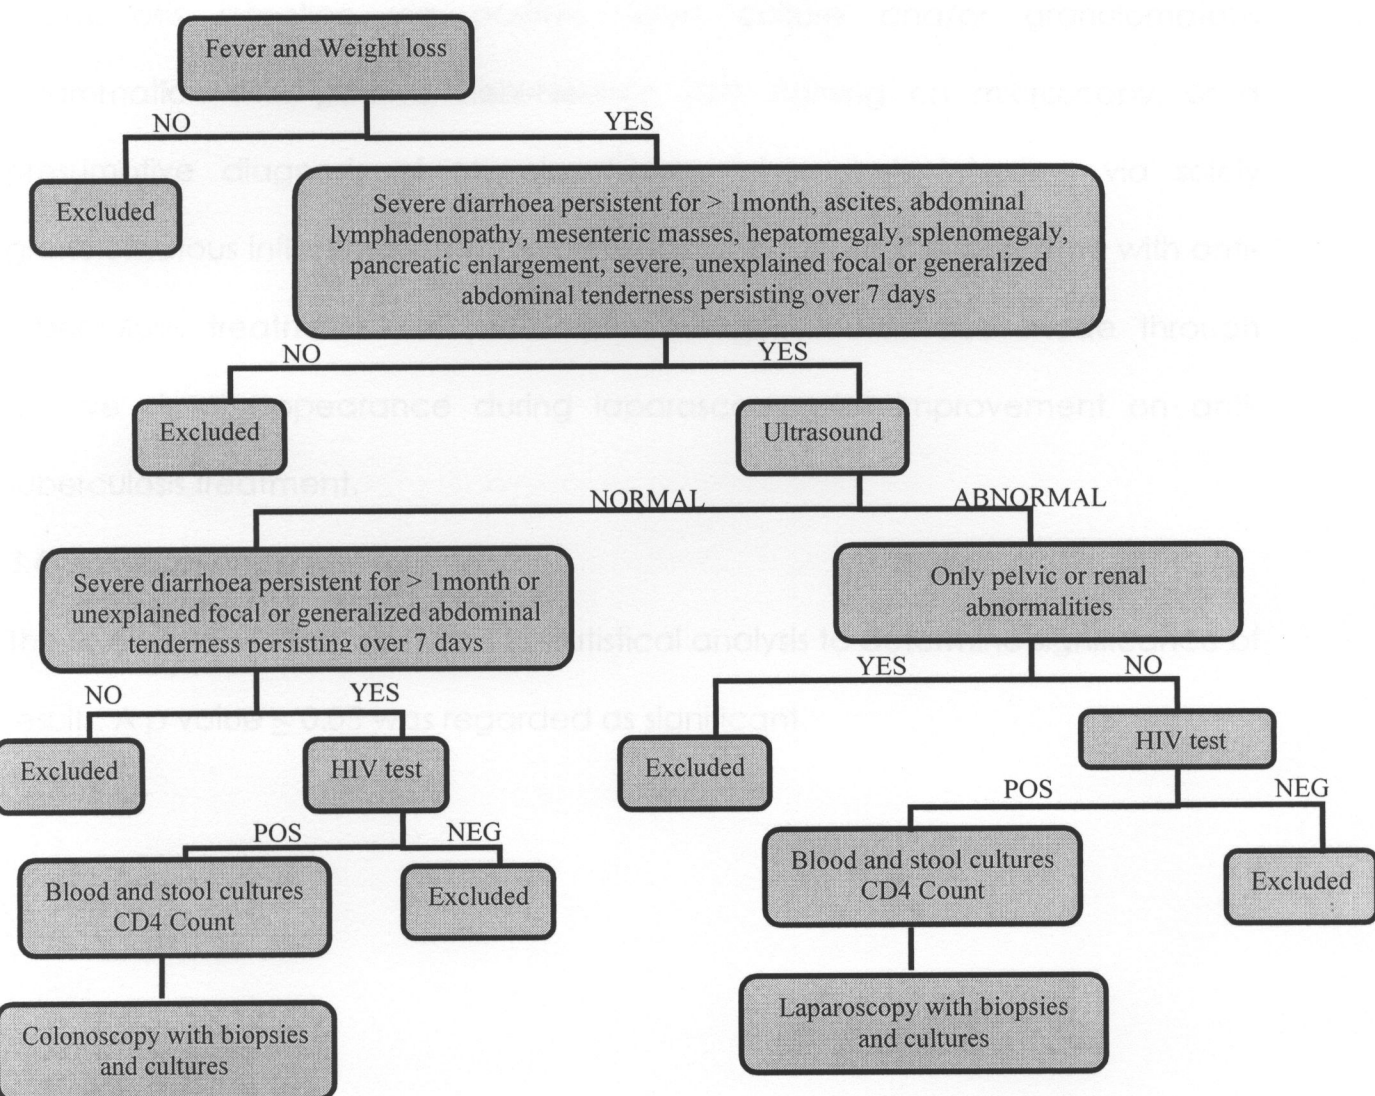 Fever and Weight loss
NO
YES
Excluded
Severe diarrhoea persistent for > 1month, ascites, abdominal
lymphadenopathy, mesenteric masses, hepatomegaly, splenomegaly,
pancreatic enlargement, severe, unexplained focal or generalized
abdominal tenderness persisting over 7 days
NO
YES
Excluded
Ultrasound
NORMAL
ABNORMAL
Severe diarrhoea persistent for > 1month or
unexplained focal or generalized abdominal
tenderness persisting over 7 days
Only pelvic or renal
abnormalities
NO
YES
YES
NO
Excluded
HIV test
Excluded
HIV test
POS
NEG
POS
NEG
Blood and stool cultures
CD4 Count
Excluded
Blood and stool cultures
CD4 Count
Excluded
Colonoscopy with biopsies
and cultures
Laparoscopy with biopsies
and cultures